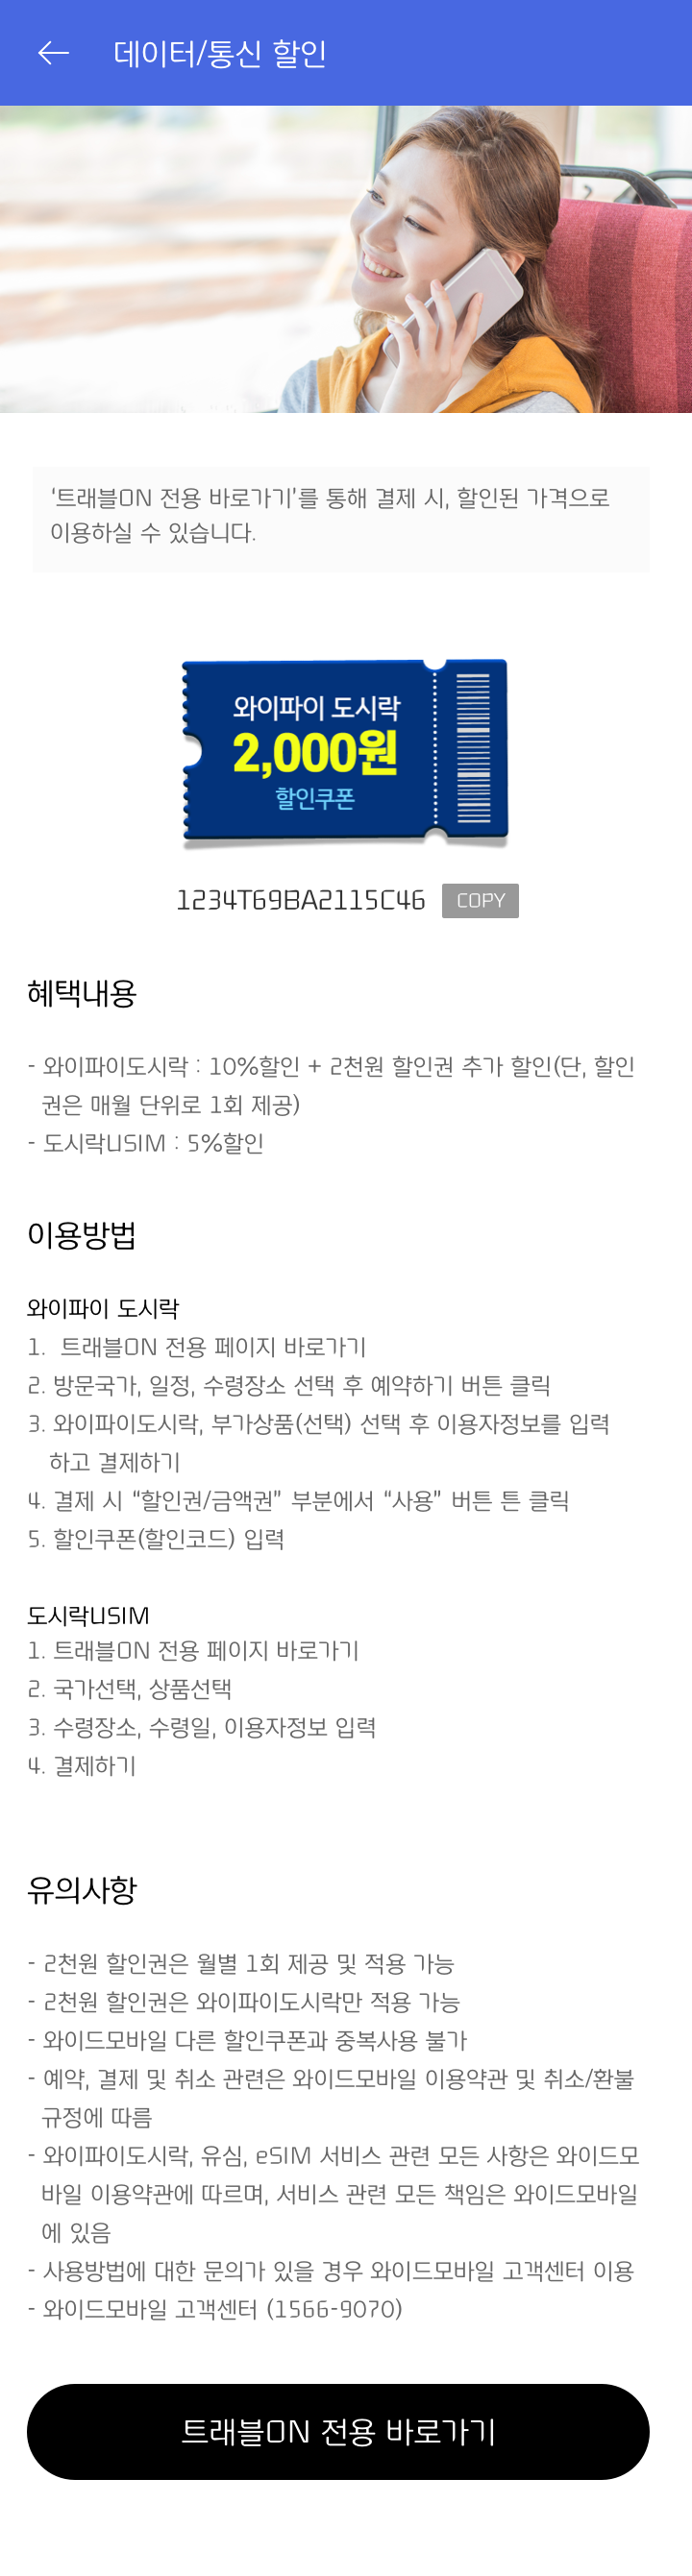 데이터/통신 할인
‘트래블ON 전용 바로가기’를 통해 결제 시, 할인된 가격으로
이용하실 수 있습니다.
와이파이 도시락
2,000원
할인쿠폰
1234T69BA2115C46 COPY
혜택내용
- 와이파이도시락 : 10%할인 + 2천원 할인권 추가 할인(단, 할인
권은 매월 단위로 1회 제공)
- 도시락USIM : 5%할인
이용방법
와이파이 도시락
1. 트래블ON 전용 페이지 바로가기
2. 방문국가, 일정, 수령장소 선택 후 예약하기 버튼 클릭
3. 와이파이도시락, 부가상품(선택) 선택 후 이용자정보를 입력
하고 결제하기
4. 결제 시 “할인권/금액권” 부분에서 “사용” 버튼 튼 클릭
5. 할인쿠폰(할인코드) 입력
도시락USIM
1. 트래블ON 전용 페이지 바로가기
2. 국가선택, 상품선택
3. 수령장소, 수령일, 이용자정보 입력
4. 결제하기
유의사항
- 2천원 할인권은 월별 1회 제공 및 적용 가능
- 2천원 할인권은 와이파이도시락만 적용 가능
- 와이드모바일 다른 할인쿠폰과 중복사용 불가
- 예약, 결제 및 취소 관련은 와이드모바일 이용약관 및 취소/환불
규정에 따름
- 와이파이도시락, 유심, eSIM 서비스 관련 모든 사항은 와이드모
바일 이용약관에 따르며, 서비스 관련 모든 책임은 와이드모바일
에 있음
- 사용방법에 대한 문의가 있을 경우 와이드모바일 고객센터 이용
- 와이드모바일 고객센터 (1566-9070)
트래블ON 전용 바로가기